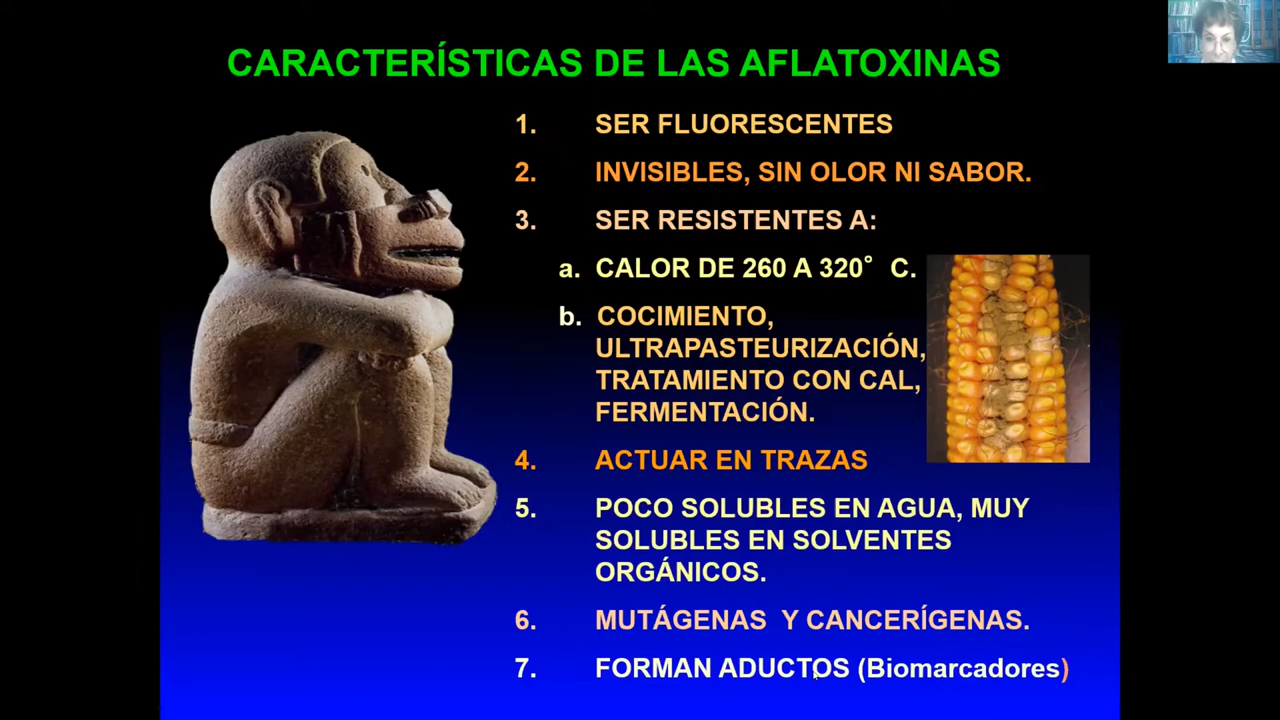 CARACTERÍSTICAS DE LAS AFLATOXINAS
1. SER FLUORESCENTES
2. INVISIBLES, SIN OLOR NI SABOR.
3. SER RESISTENTES A:
a. CALOR DE 260 A 320° C.
b. COCIMIENTO,
ULTRAPASTEURIZACIÓN,
TRATAMIENTO CON CAL,
FERMENTACIÓN.
4. ACTUAR EN TRAZAS
5. POCO SOLUBLES EN AGUA, MUY
SOLUBLES EN SOLVENTES
ORGÁNICOS.
6. MUTÁGENAS Y CANCERÍGENAS.
7. FORMAN ADUCTOS (Biomarcadores)